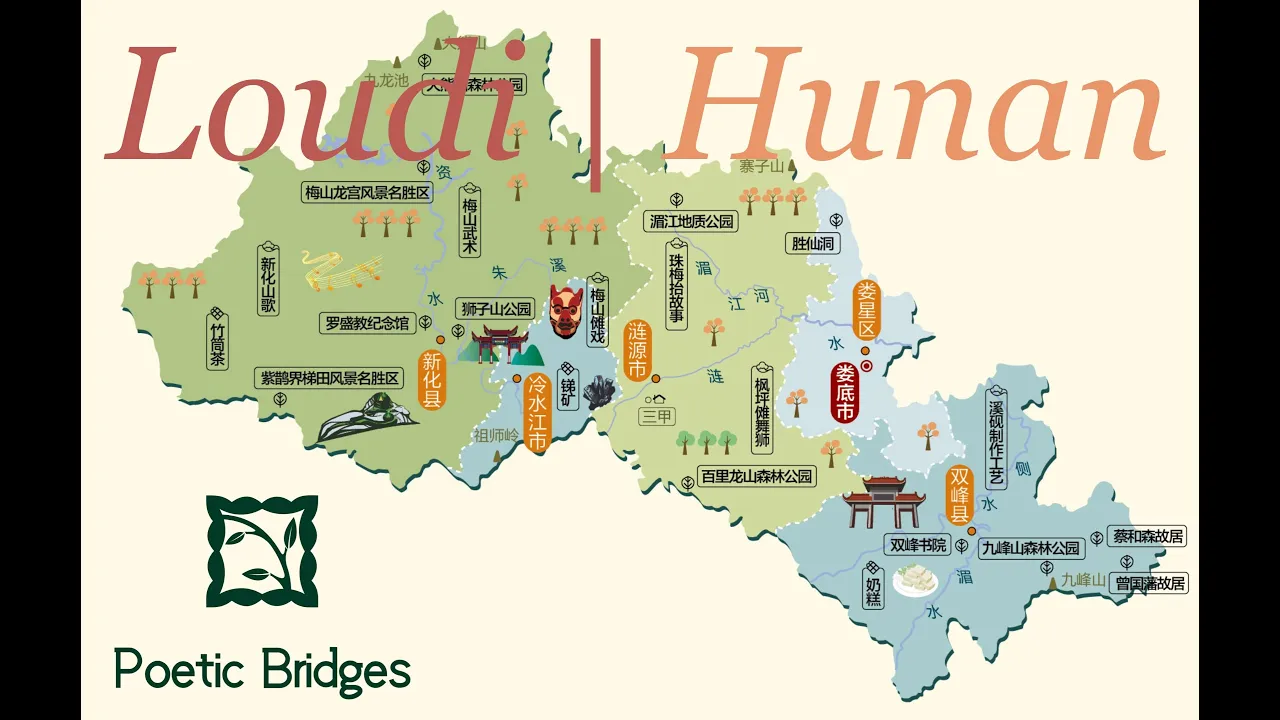 Loudi | Hunan
大熊山
九龙池
大熊山森林公园
寨子山
资
梅山龙宫风景名胜区
梅山武术
湄江地质公园
胜仙洞
新化山歌
朱
溪
珠梅抬故事
湄
江
河
水
梅山傩戏
娄星区
竹筒茶
罗盛教纪念馆
狮子山公园
涟源市
水
新化县
紫鹊界梯田风景名胜区
冷水江市
锑矿
涟
枫坪傩舞狮
娄底市
三甲
溪砚制作工艺
祖师岭
百里龙山森林公园
双峰县
侧
水
双峰书院
九峰山森林公园
蔡和森故居
奶糕
湄
九峰山
曾国藩故居
水
Poetic Bridges